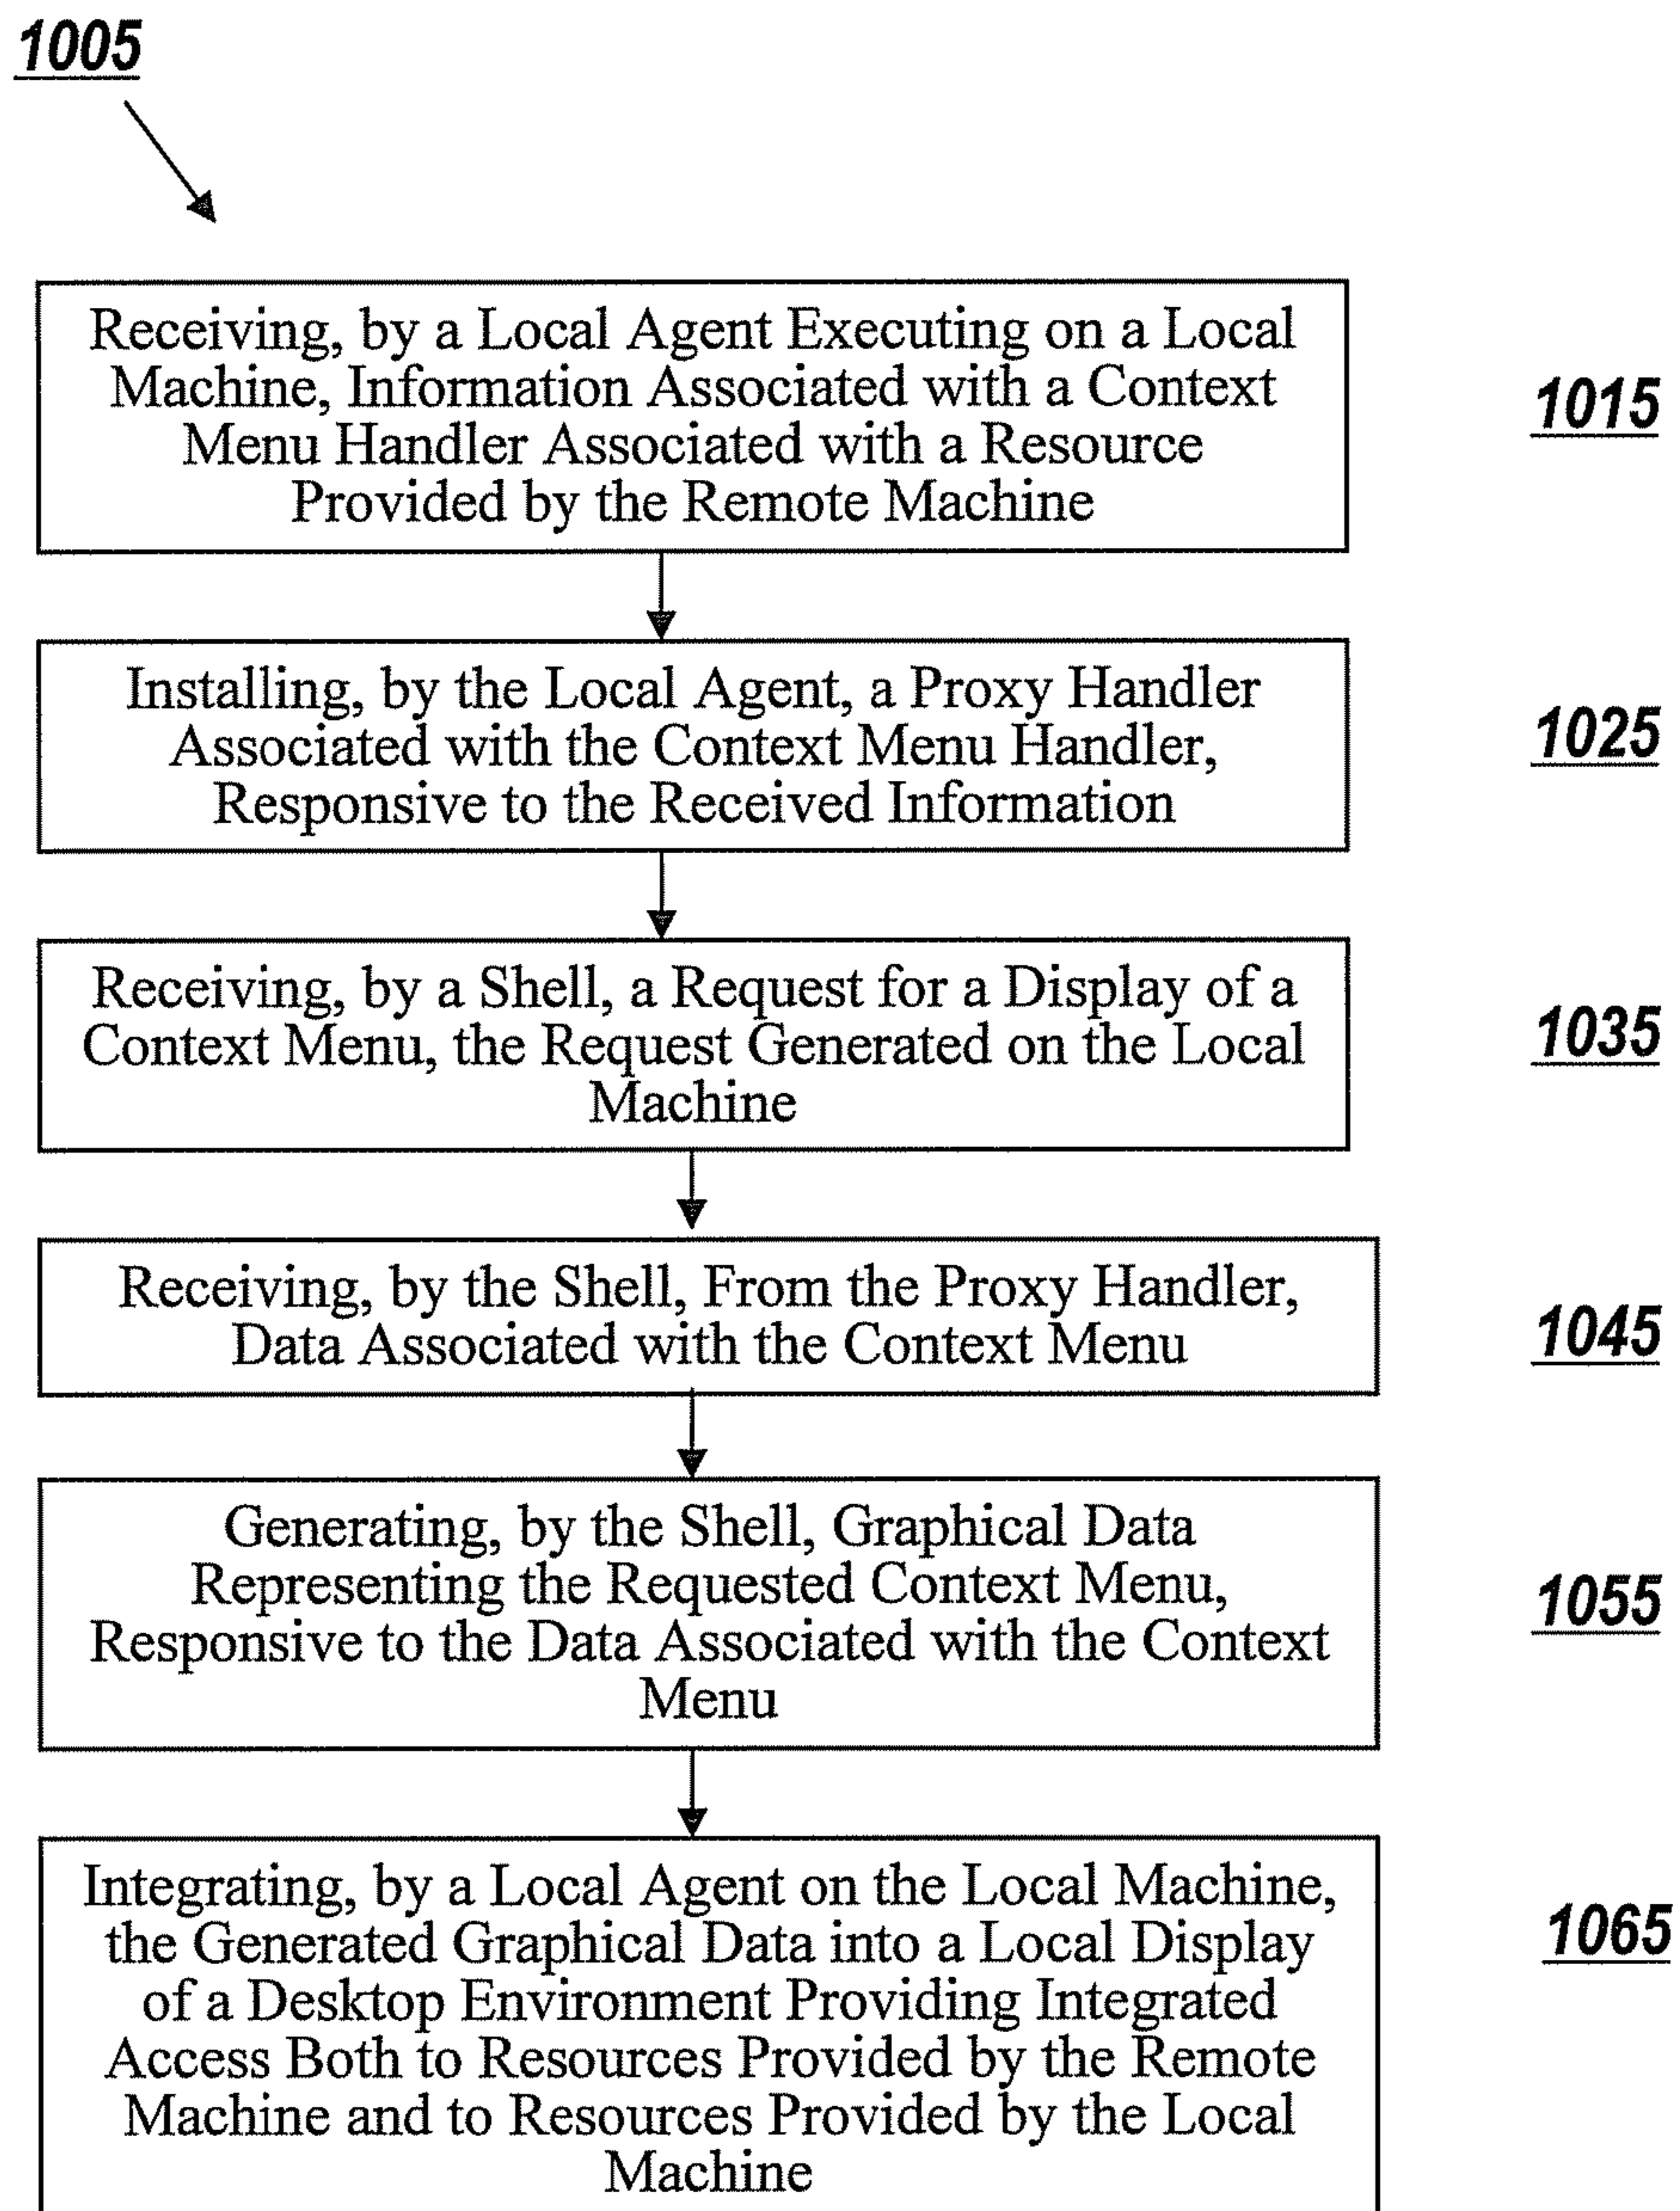 1005
Receiving, by a Local Agent Executing on a Local
Machine, Information Associated with a Context
Menu Handler Associated with a Resource
Provided by the Remote Machine
1015
Installing, by the Local Agent, a Proxy Handler
Associated with the Context Menu Handler,
Responsive to the Received Information
1025
Receiving, by a Shell, a Request for a Display of a
Context Menu, the Request Generated on the Local
Machine
1035
Receiving, by the Shell, From the Proxy Handler,
Data Associated with the Context Menu
1045
Generating, by the Shell, Graphical Data
Representing the Requested Context Menu,
Responsive to the Data Associated with the Context
Menu
1055
Integrating, by a Local Agent on the Local Machine,
the Generated Graphical Data into a Local Display
of a Desktop Environment Providing Integrated
Access Both to Resources Provided by the Remote
Machine and to Resources Provided by the Local
Machine
1065